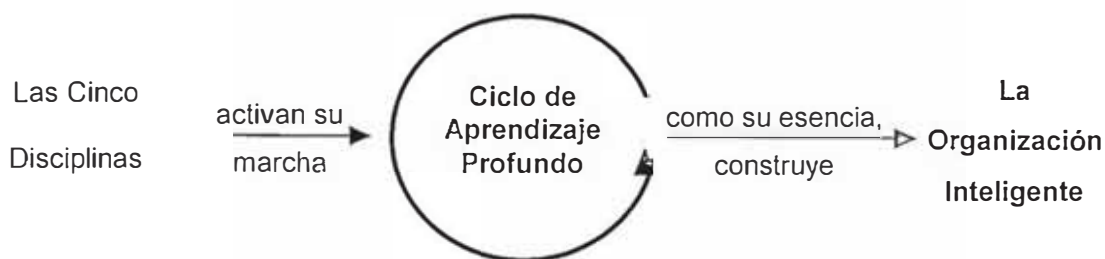 Las Cinco
Disciplinas
activan su
marcha
Ciclo de
Aprendizaje
Profundo
como su esencia,
construye
La
Organización
Inteligente